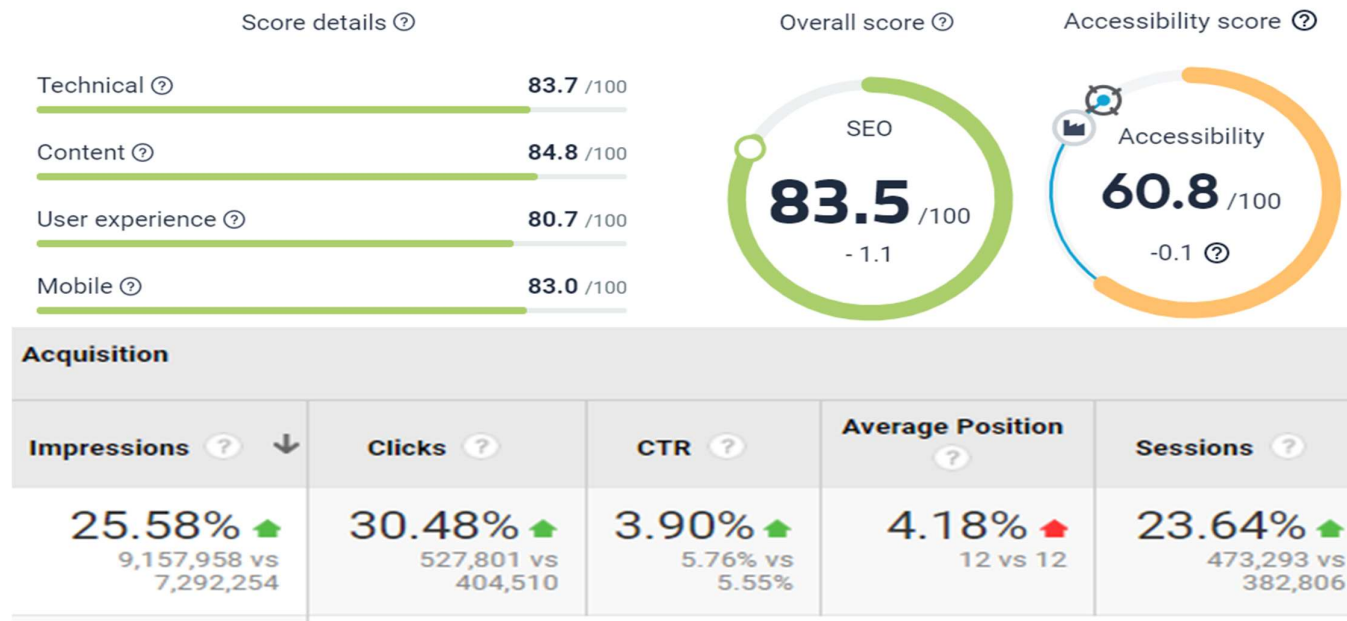 Score details ?
Overall score ?
Accessibility score ?
Technical ? 83.7 /100
Content ? 84.8 /100
User experience ? 80.7 /100
Mobile ? 83.0 /100
SEO
83.5 /100
- 1.1
Accessibility
60.8 /100
-0.1 ?
Acquisition
Impressions ?
Clicks ?
CTR ?
Average Position
?
Sessions ?
25.58%
9,157,958 vs
7,292,254
30.48%
527,801 vs
404,510
3.90%
5.76% vs
5.55%
4.18%
12 vs 12
23.64%
473,293 vs
382,806